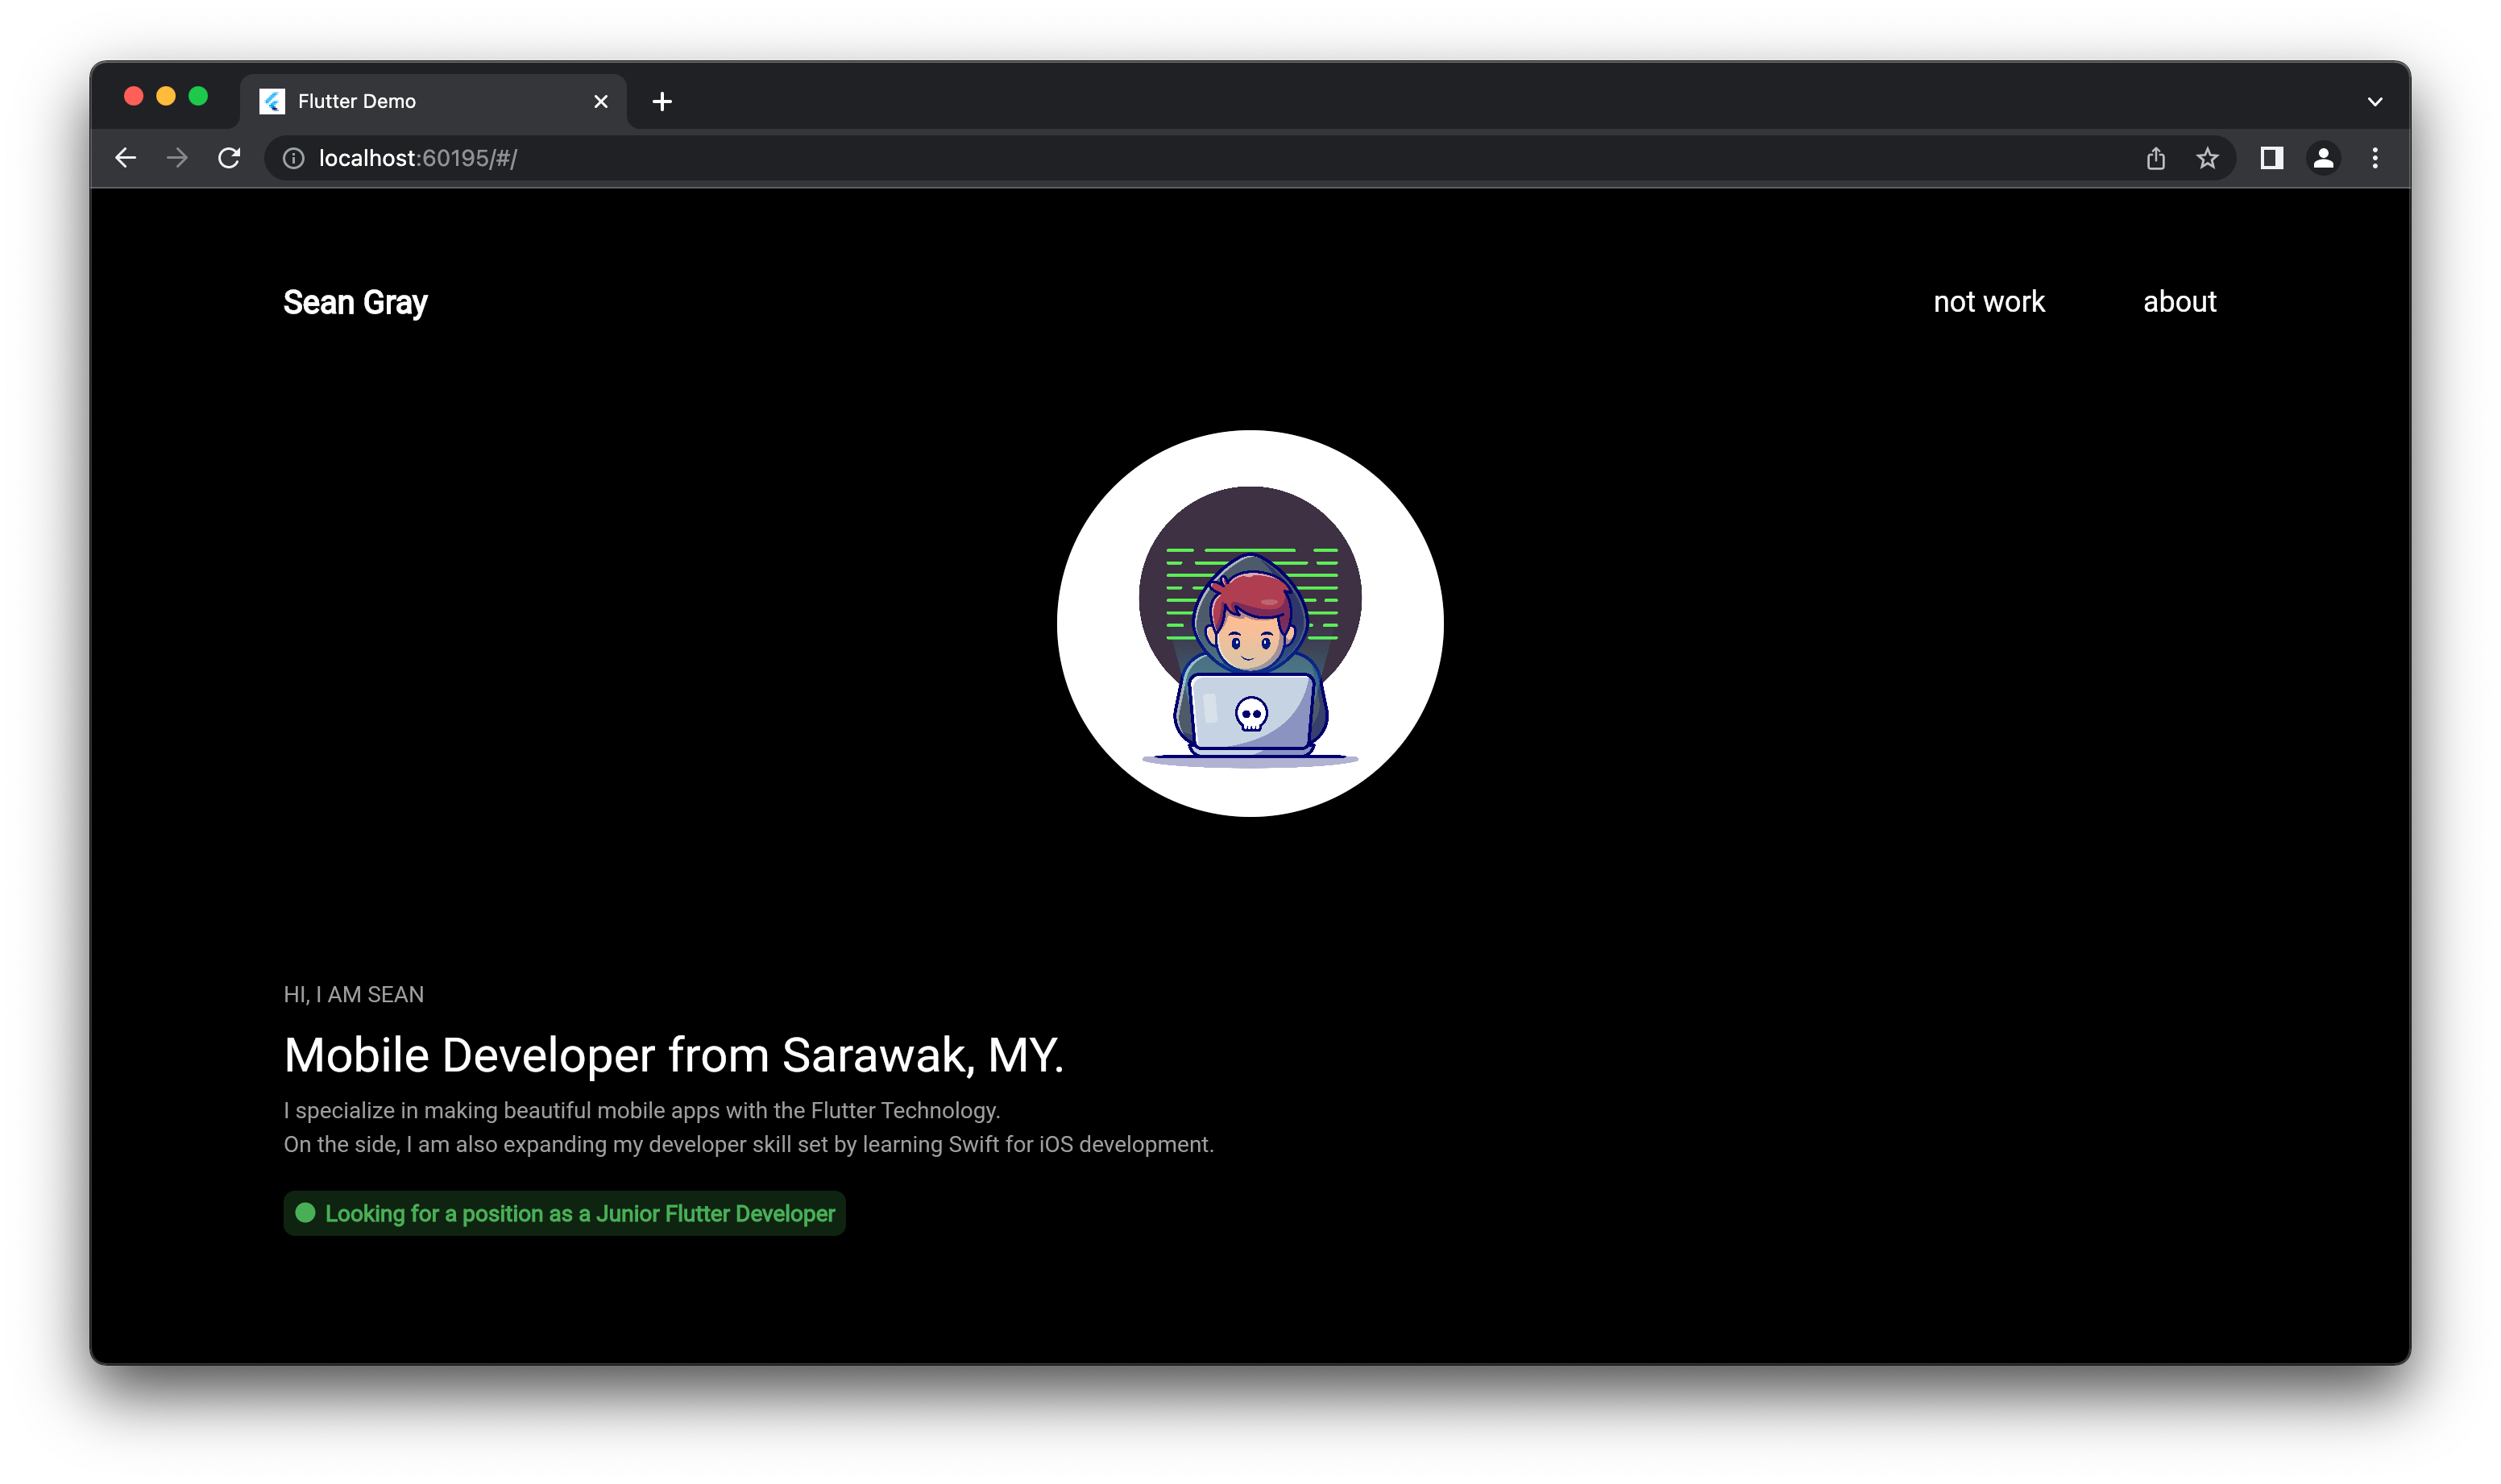 Flutter Demo
localhost:60195/#/
Sean Gray
not work
about
HI, I AM SEAN
Mobile Developer from Sarawak, MY.
I specialize in making beautiful mobile apps with the Flutter Technology.
On the side, I am also expanding my developer skill set by learning Swift for iOS development.
Looking for a position as a Junior Flutter Developer